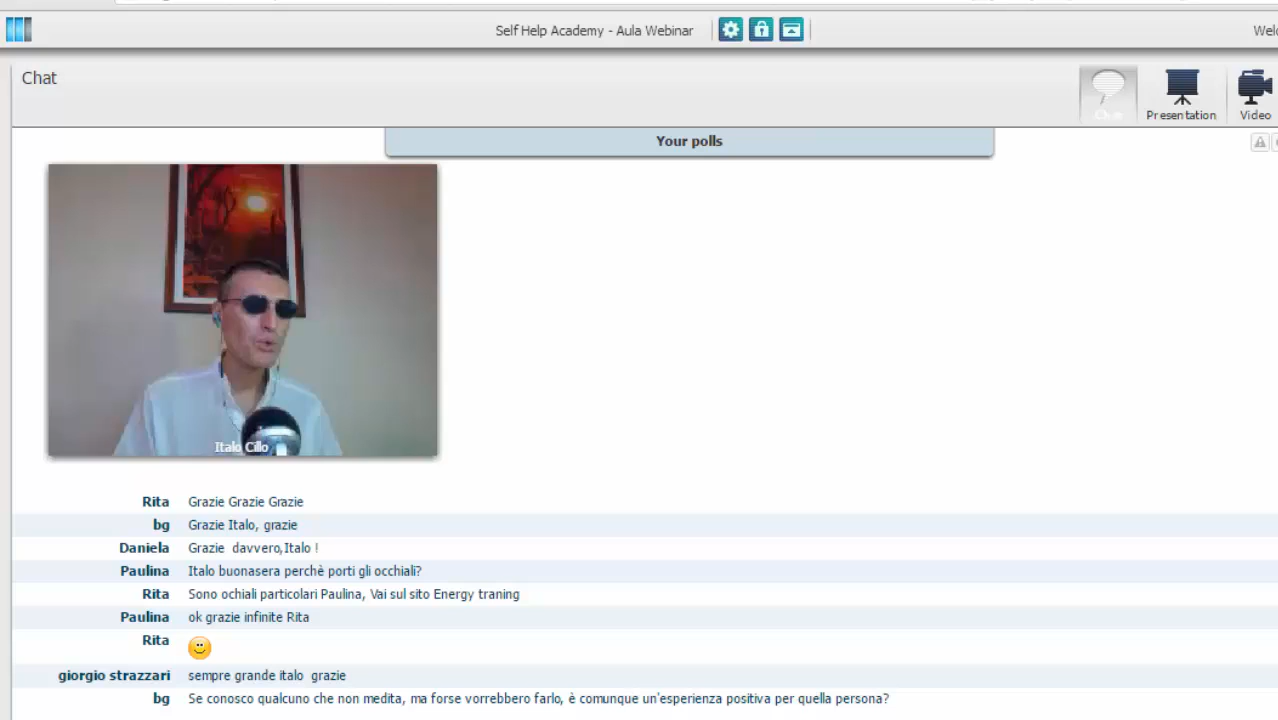 Self Help Academy - Aula Webinar
Chat
Chat
Presentation
Video
Your polls
Italo Cillo
Rita Grazie Grazie Grazie
bg Grazie Italo, grazie
Daniela Grazie davvero,Italo !
Paulina Italo buonasera perchè porti gli occhiali?
Rita Sono ochiali particolari Paulina, Vai sul sito Energy traning
Paulina ok grazie infinite Rita
Rita
giorgio strazzari sempre grande italo grazie
bg Se conosco qualcuno che non medita, ma forse vorrebbero farlo, è comunque un'esperienza positiva per quella persona?